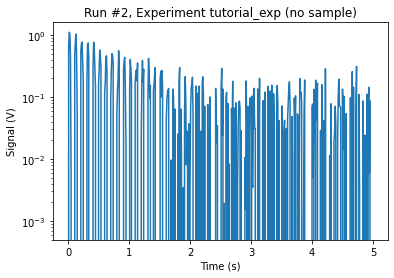 Run #2, Experiment tutorial_exp (no sample)
Signal (V)
10⁰
10⁻¹
10⁻²
10⁻³
0 1 2 3 4 5
Time (s)